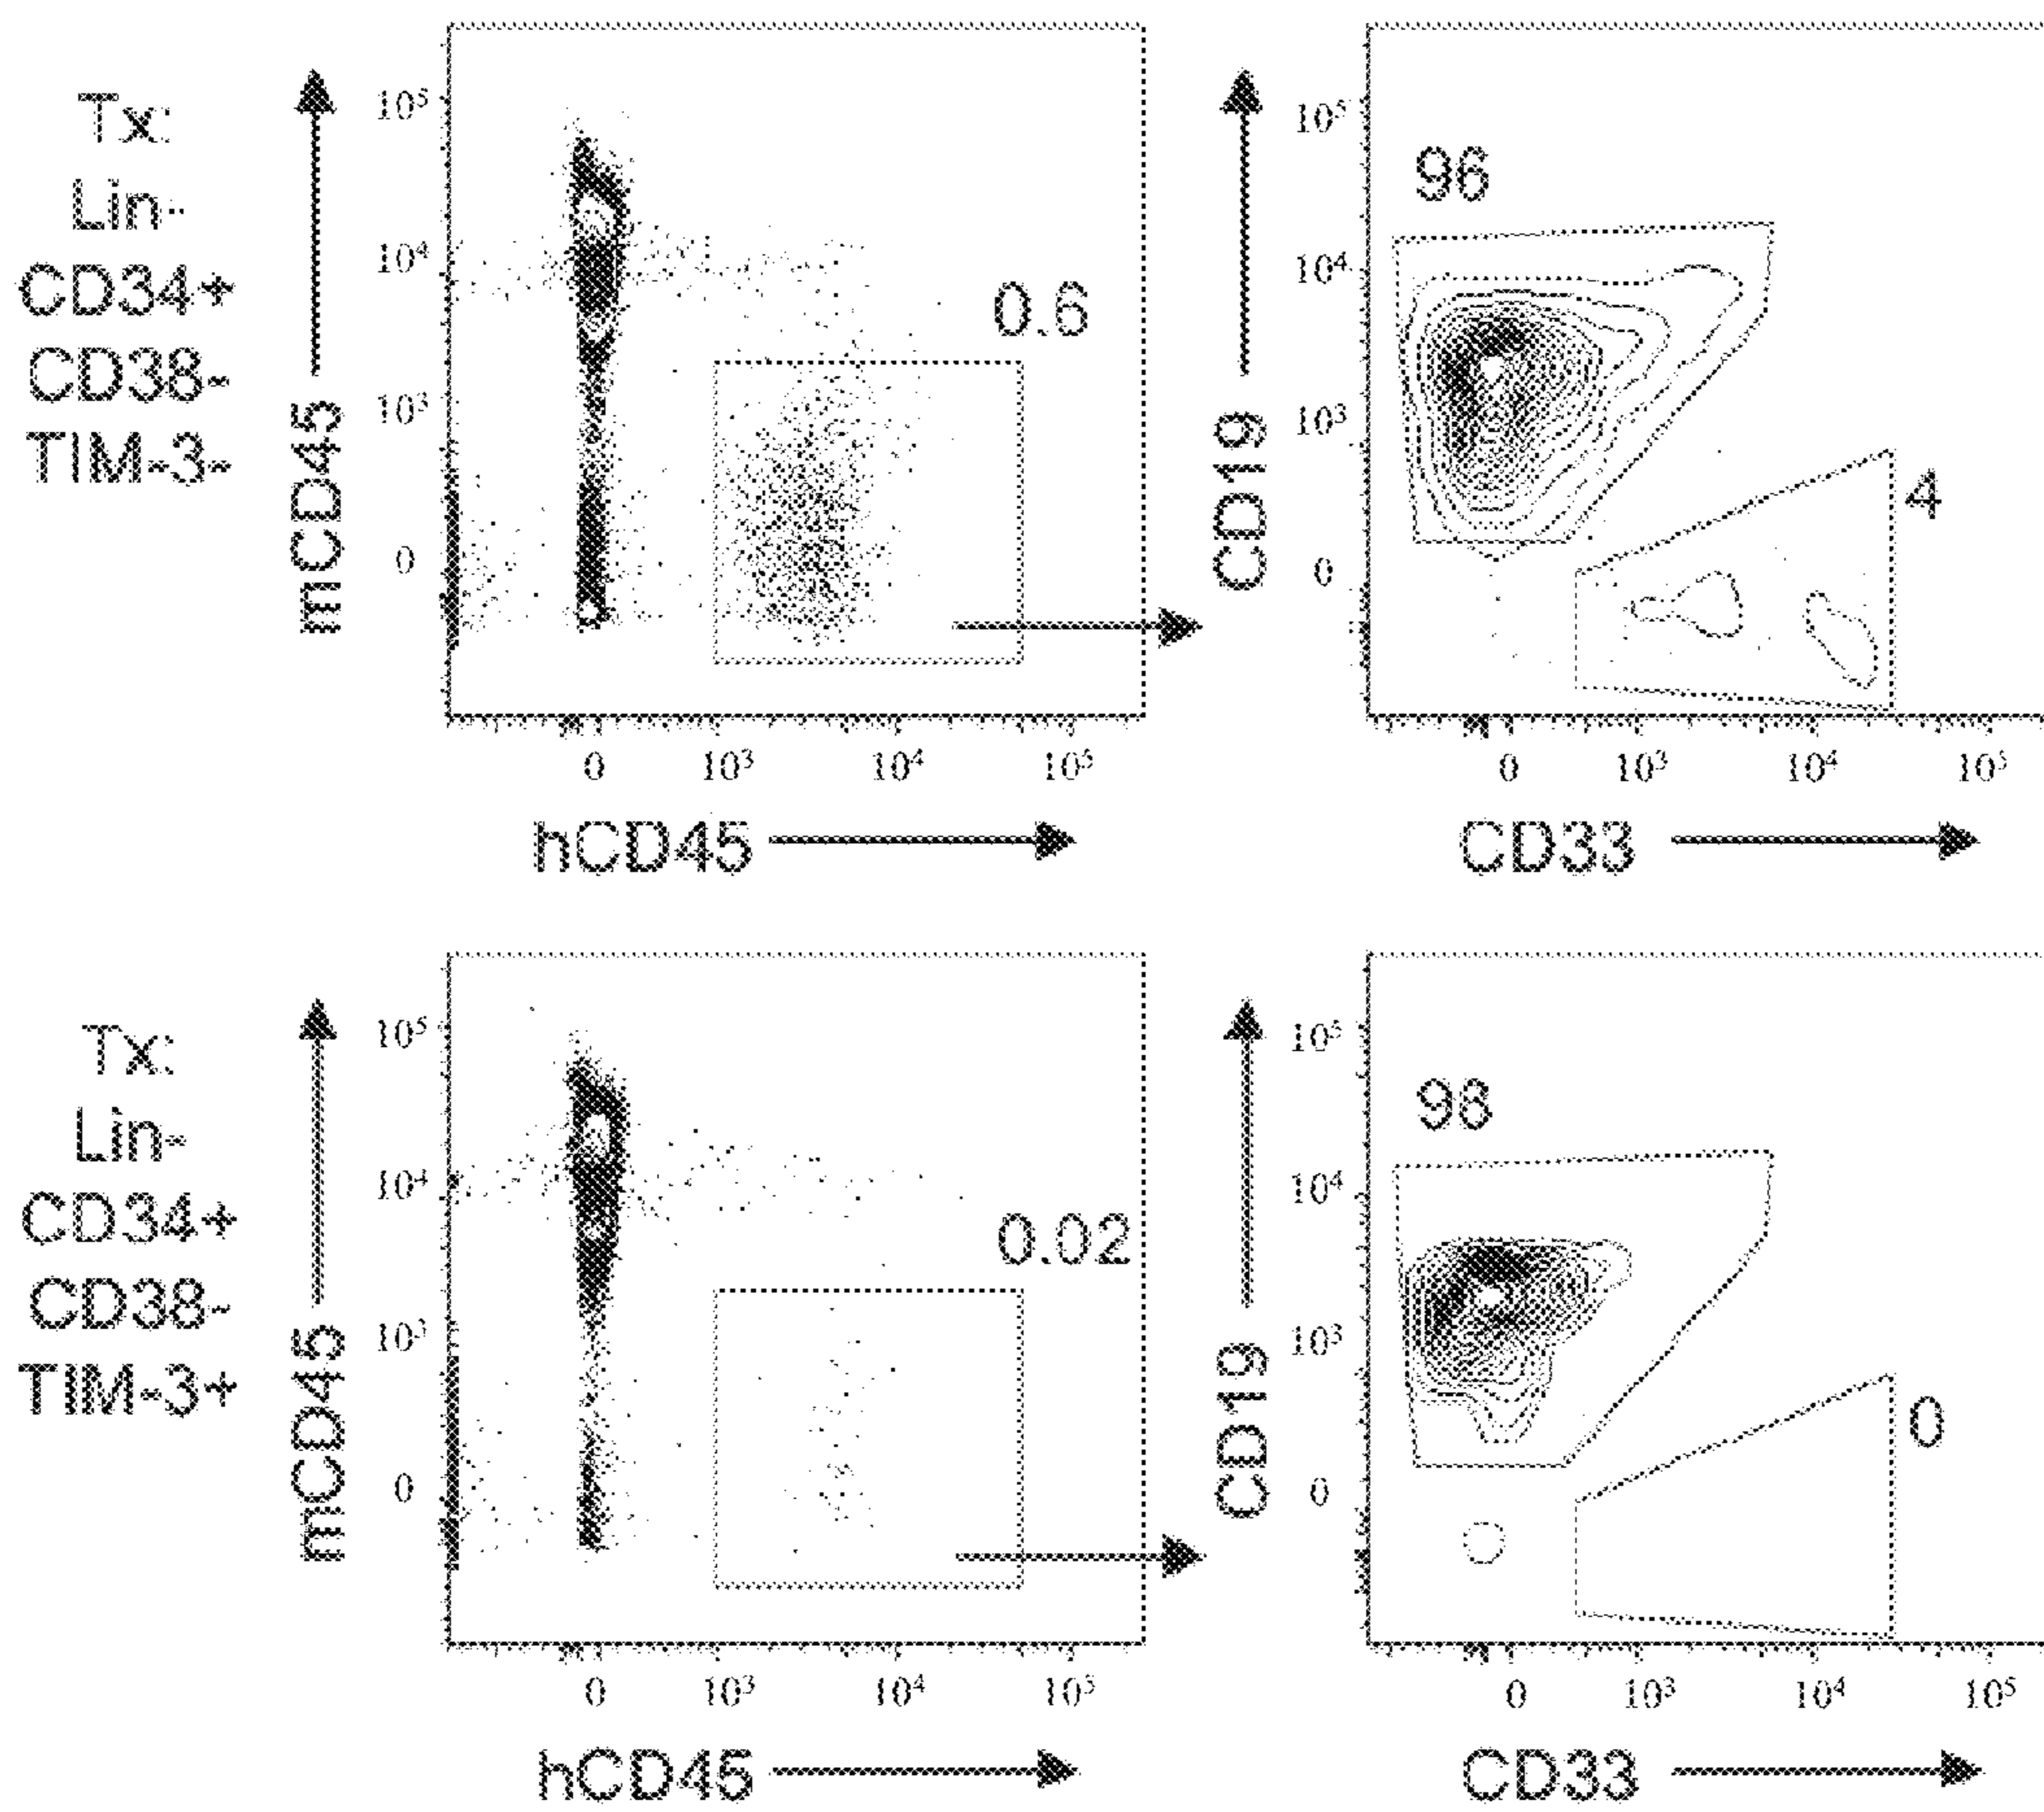 Tx:
Lin-
CD34+
CD38-
TIM-3-
mCD45
10⁵
10⁴
10³
0
0.6
0 10³ 10⁴ 10⁵
hCD45
CD19
10⁵
10⁴
10³
0
96
4
0 10³ 10⁴ 10⁵
CD33
Tx:
Lin-
CD34+
CD38-
TIM-3+
mCD45
10⁵
10⁴
10³
0
0.02
0 10³ 10⁴ 10⁵
hCD45
CD19
10⁵
10⁴
10³
0
98
0
0 10³ 10⁴ 10⁵
CD33